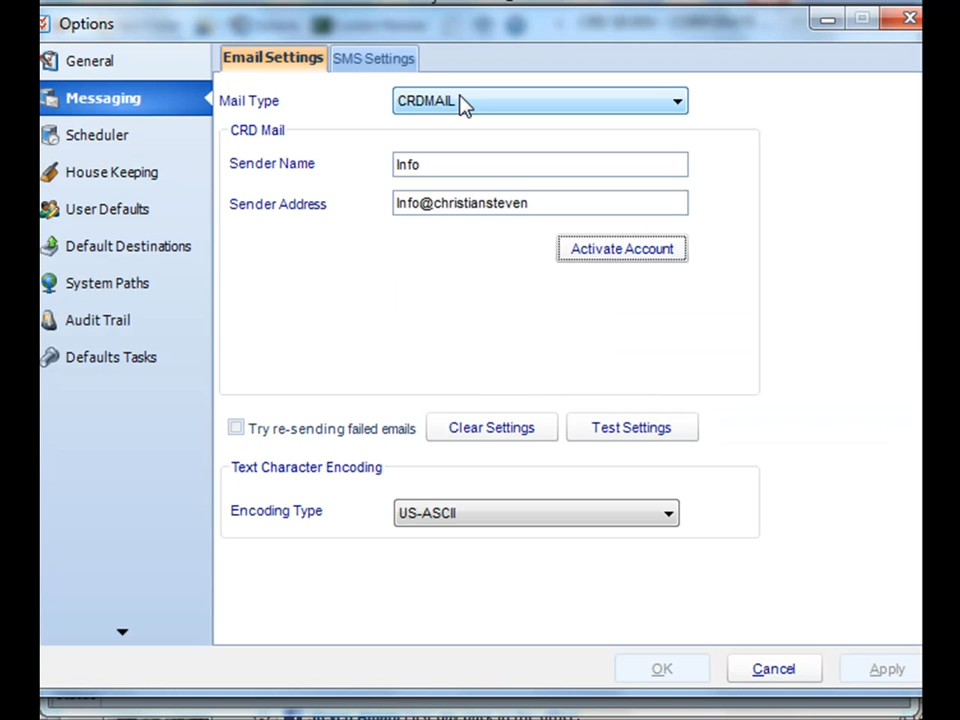 Options
General
Messaging
Scheduler
House Keeping
User Defaults
Default Destinations
System Paths
Audit Trail
Defaults Tasks
Email Settings
SMS Settings
Mail Type
CRDMAIL
CRD Mail
Sender Name
Info
Sender Address
Info@christiansteven
Activate Account
Try re-sending failed emails
Clear Settings
Test Settings
Text Character Encoding
Encoding Type
US-ASCII
OK
Cancel
Apply